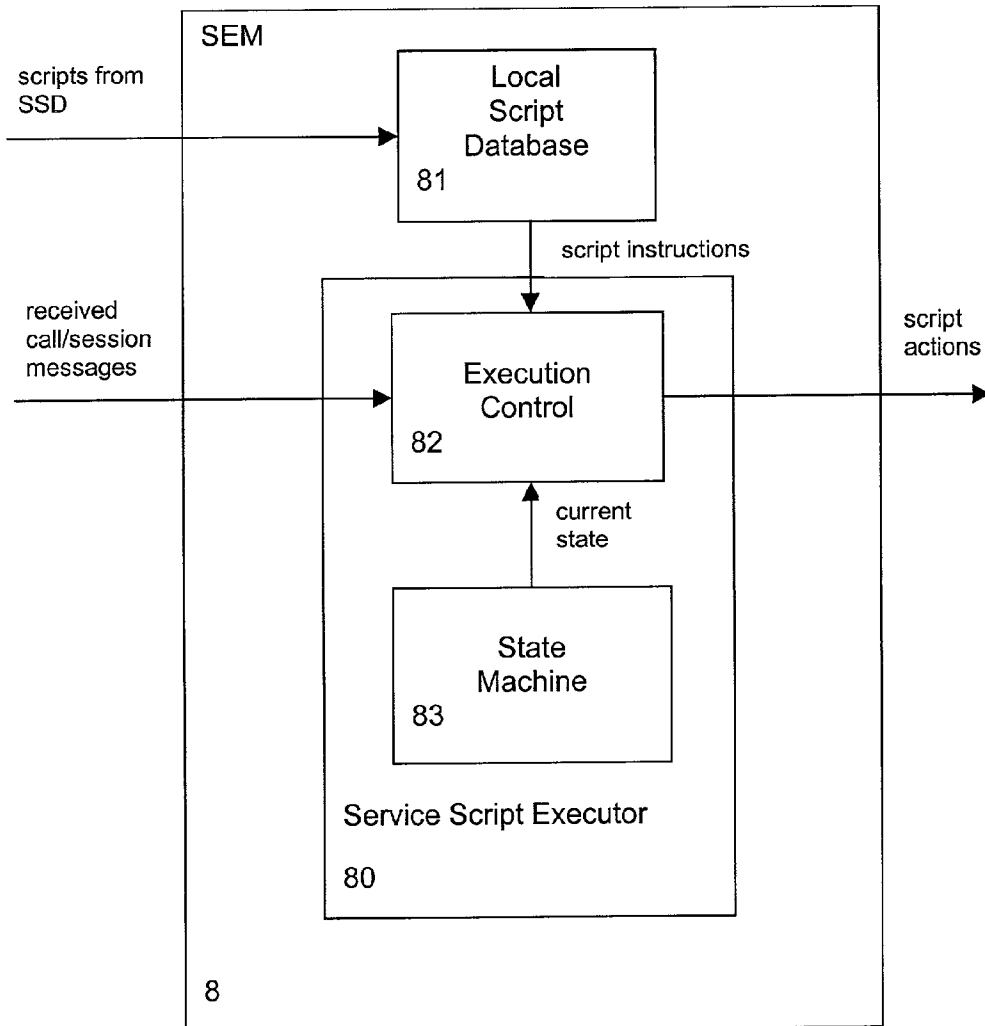 SEM
scripts from
SSD
Local
Script
Database
81
script instructions
received
call/session
messages
script
actions
Execution
Control
82
current
state
State
Machine
83
Service Script Executor
80
8